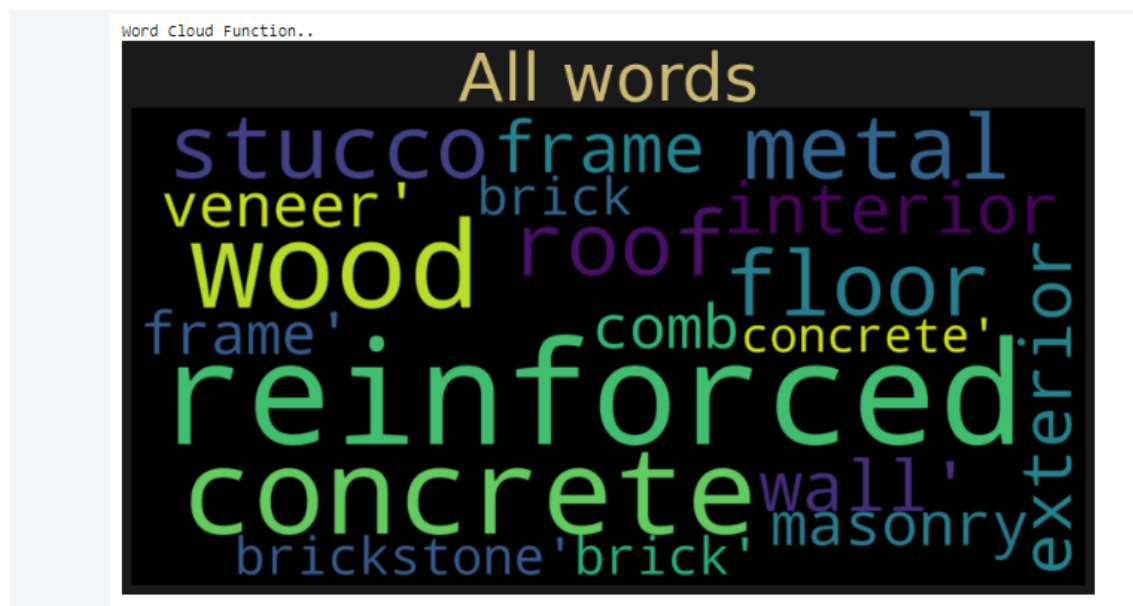 Word Cloud Function..
All words
stucco frame metal
veneer' brick interior
wood roof floor
frame' comb concrete'
reinforced exterior
concrete wall'
masonry
brickstone' brick'